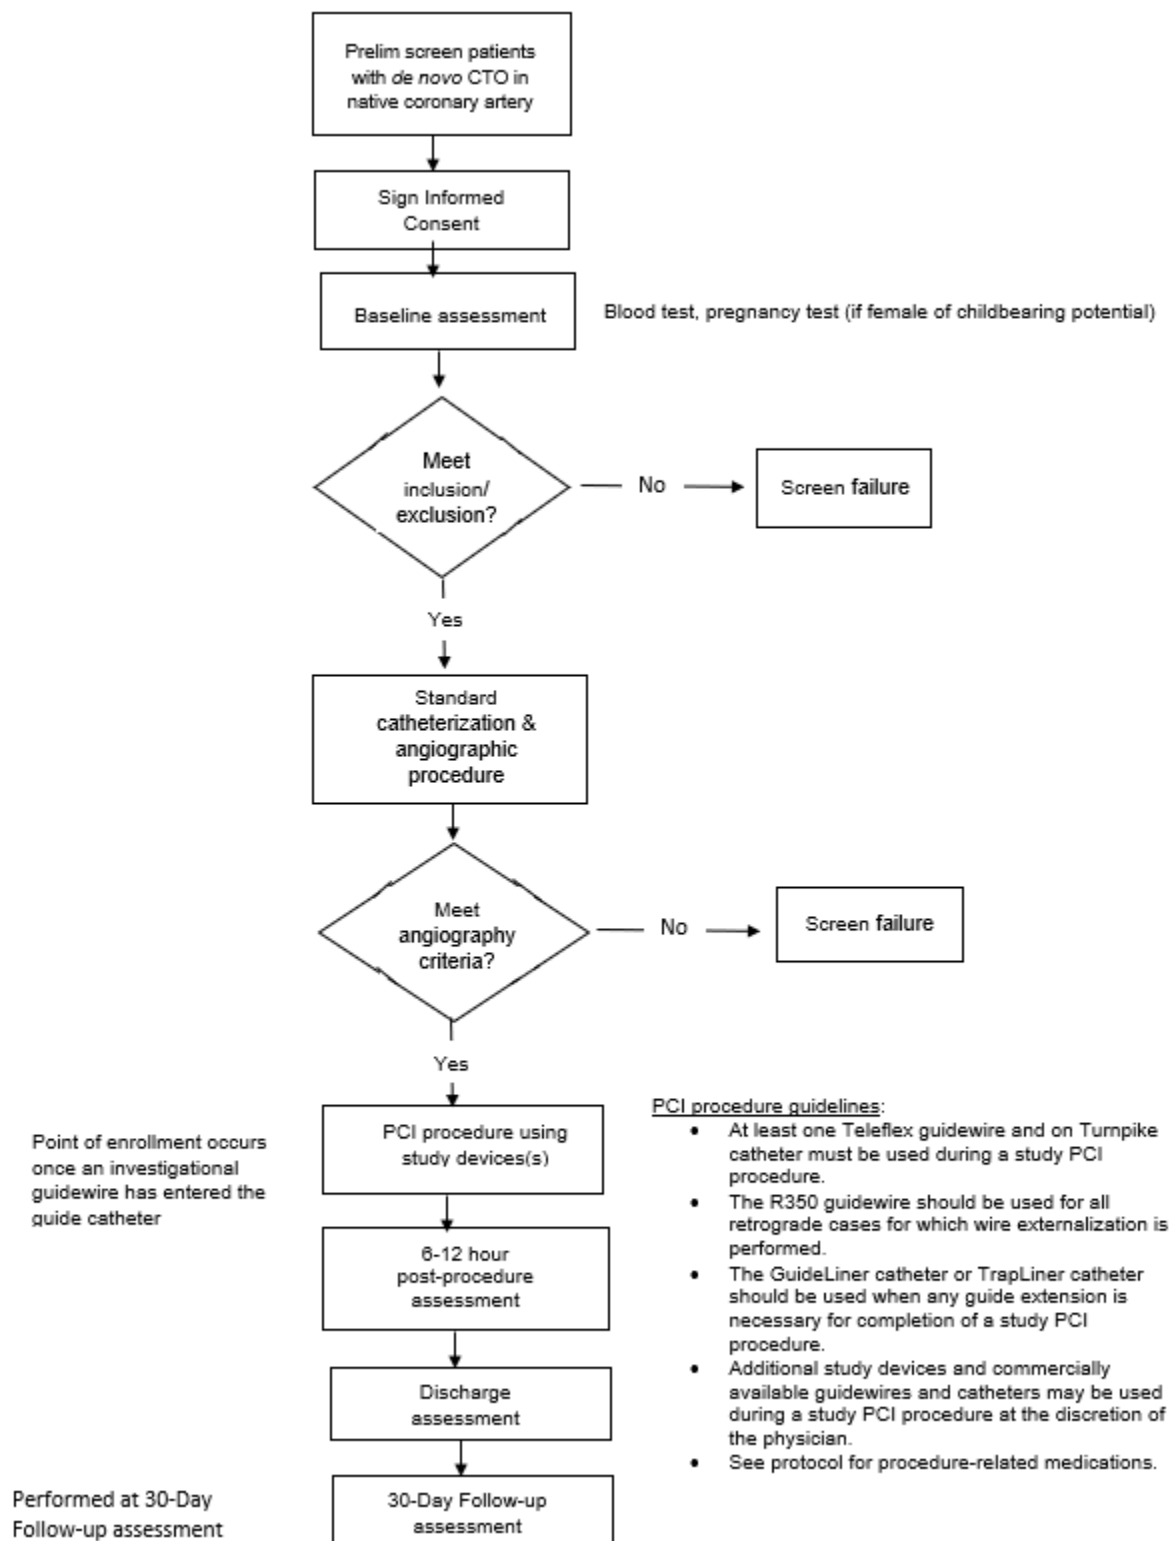 Prelim screen patients
with de novo CTO in
native coronary artery
Sign Informed
Consent
Baseline assessment
Blood test, pregnancy test (if female of childbearing potential)
Meet
inclusion/
exclusion?
No
Screen failure
Yes
Standard
catheterization &
angiographic
procedure
Meet
angiography
criteria?
No
Screen failure
Yes
Point of enrollment occurs
once an investigational
guidewire has entered the
guide catheter
PCI procedure using
study devices(s)
PCI procedure guidelines:
• At least one Teleflex guidewire and on Turnpike
catheter must be used during a study PCI
procedure.
• The R350 guidewire should be used for all
retrograde cases for which wire externalization is
performed.
• The GuideLiner catheter or TrapLiner catheter
should be used when any guide extension is
necessary for completion of a study PCI
procedure.
• Additional study devices and commercially
available guidewires and catheters may be used
during a study PCI procedure at the discretion of
the physician.
• See protocol for procedure-related medications.
6-12 hour
post-procedure
assessment
Discharge
assessment
Performed at 30-Day
Follow-up assessment
30-Day Follow-up
assessment